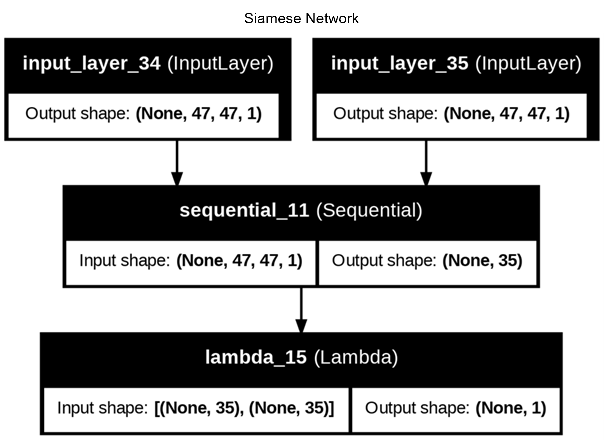 Siamese Network
input_layer_34 (InputLayer)
Output shape: (None, 47, 47, 1)
input_layer_35 (InputLayer)
Output shape: (None, 47, 47, 1)
sequential_11 (Sequential)
Input shape: (None, 47, 47, 1)
Output shape: (None, 35)
lambda_15 (Lambda)
Input shape: [(None, 35), (None, 35)]
Output shape: (None, 1)